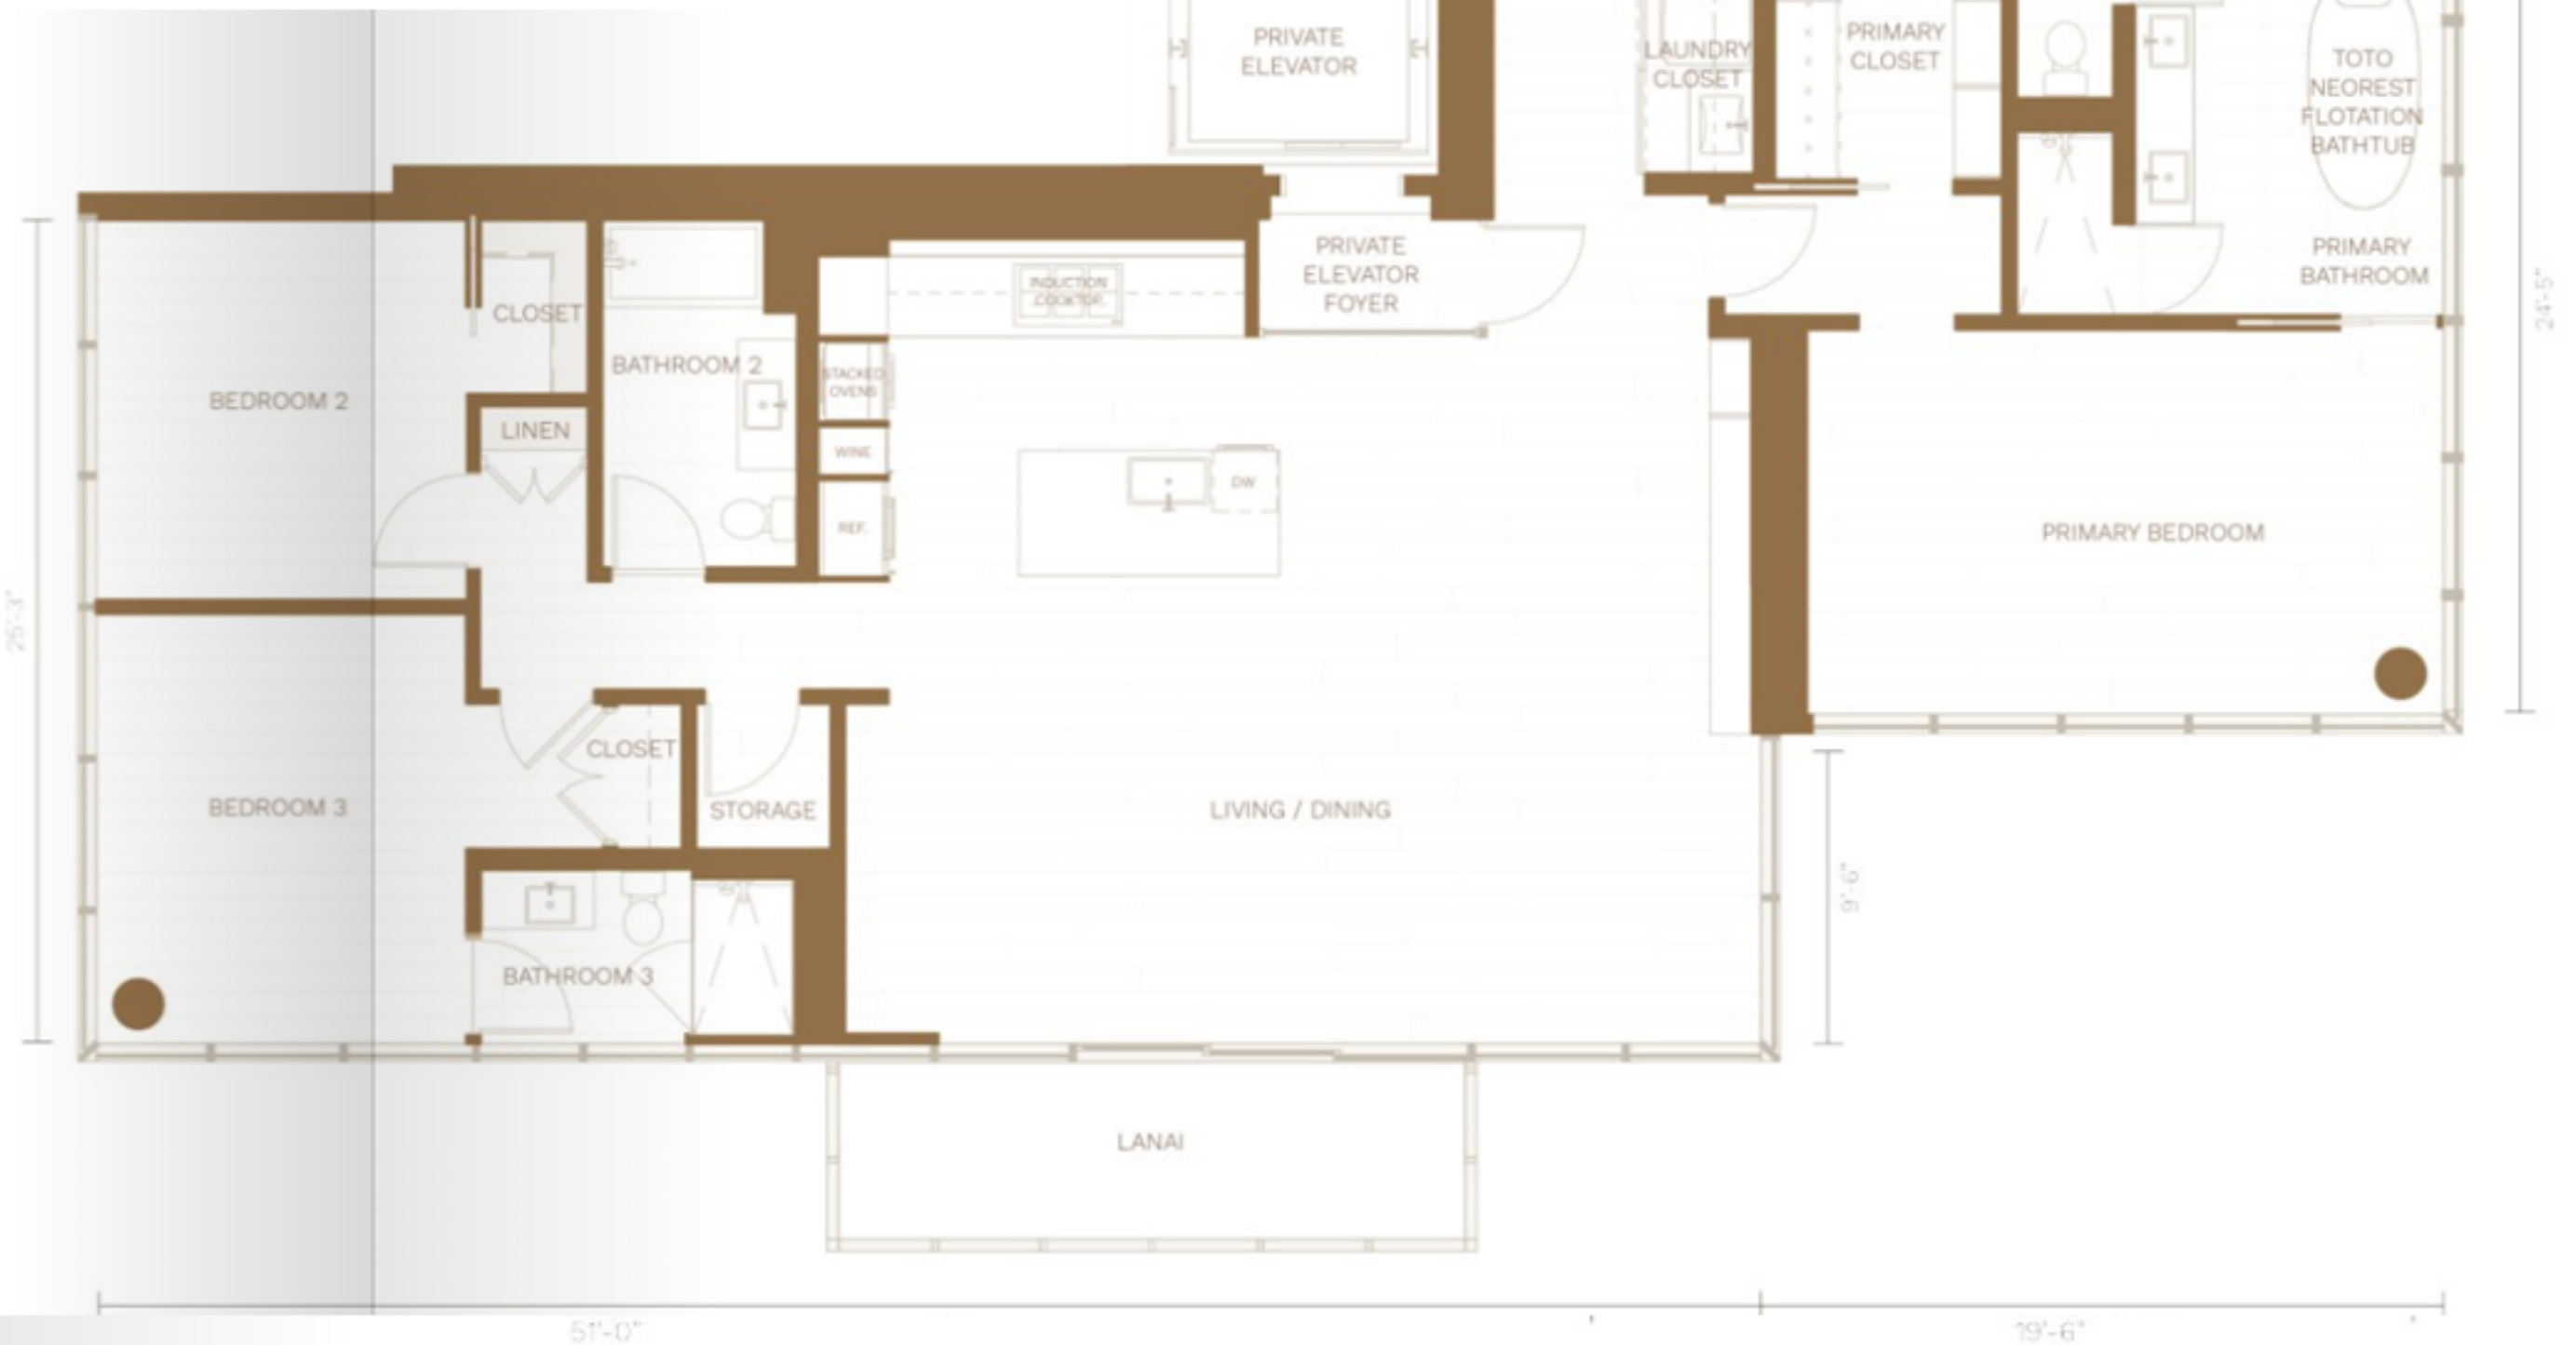 PRIVATE
ELEVATOR
LAUNDRY
CLOSET
PRIMARY
CLOSET
TOTO
NEOREST
FLOTATION
BATHTUB
PRIVATE
ELEVATOR
FOYER
PRIMARY
BATHROOM
INDUCTION
COOKTOP
CLOSET
BATHROOM 2
STACKED
OVENS
BEDROOM 2
LINEN
WINE
DW
REF.
PRIMARY BEDROOM
24'-5"
25'-3"
CLOSET
BEDROOM 3
STORAGE
LIVING / DINING
9'-6"
BATHROOM 3
LANAI
51'-0"
19'-6"